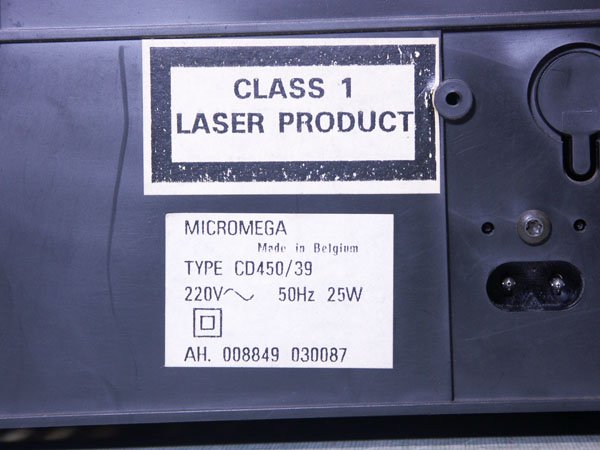 CLASS 1
LASER PRODUCT
MICROMEGA
Made in Belgium
TYPE CD450/39
220V～ 50Hz 25W
AH. 008849 030087